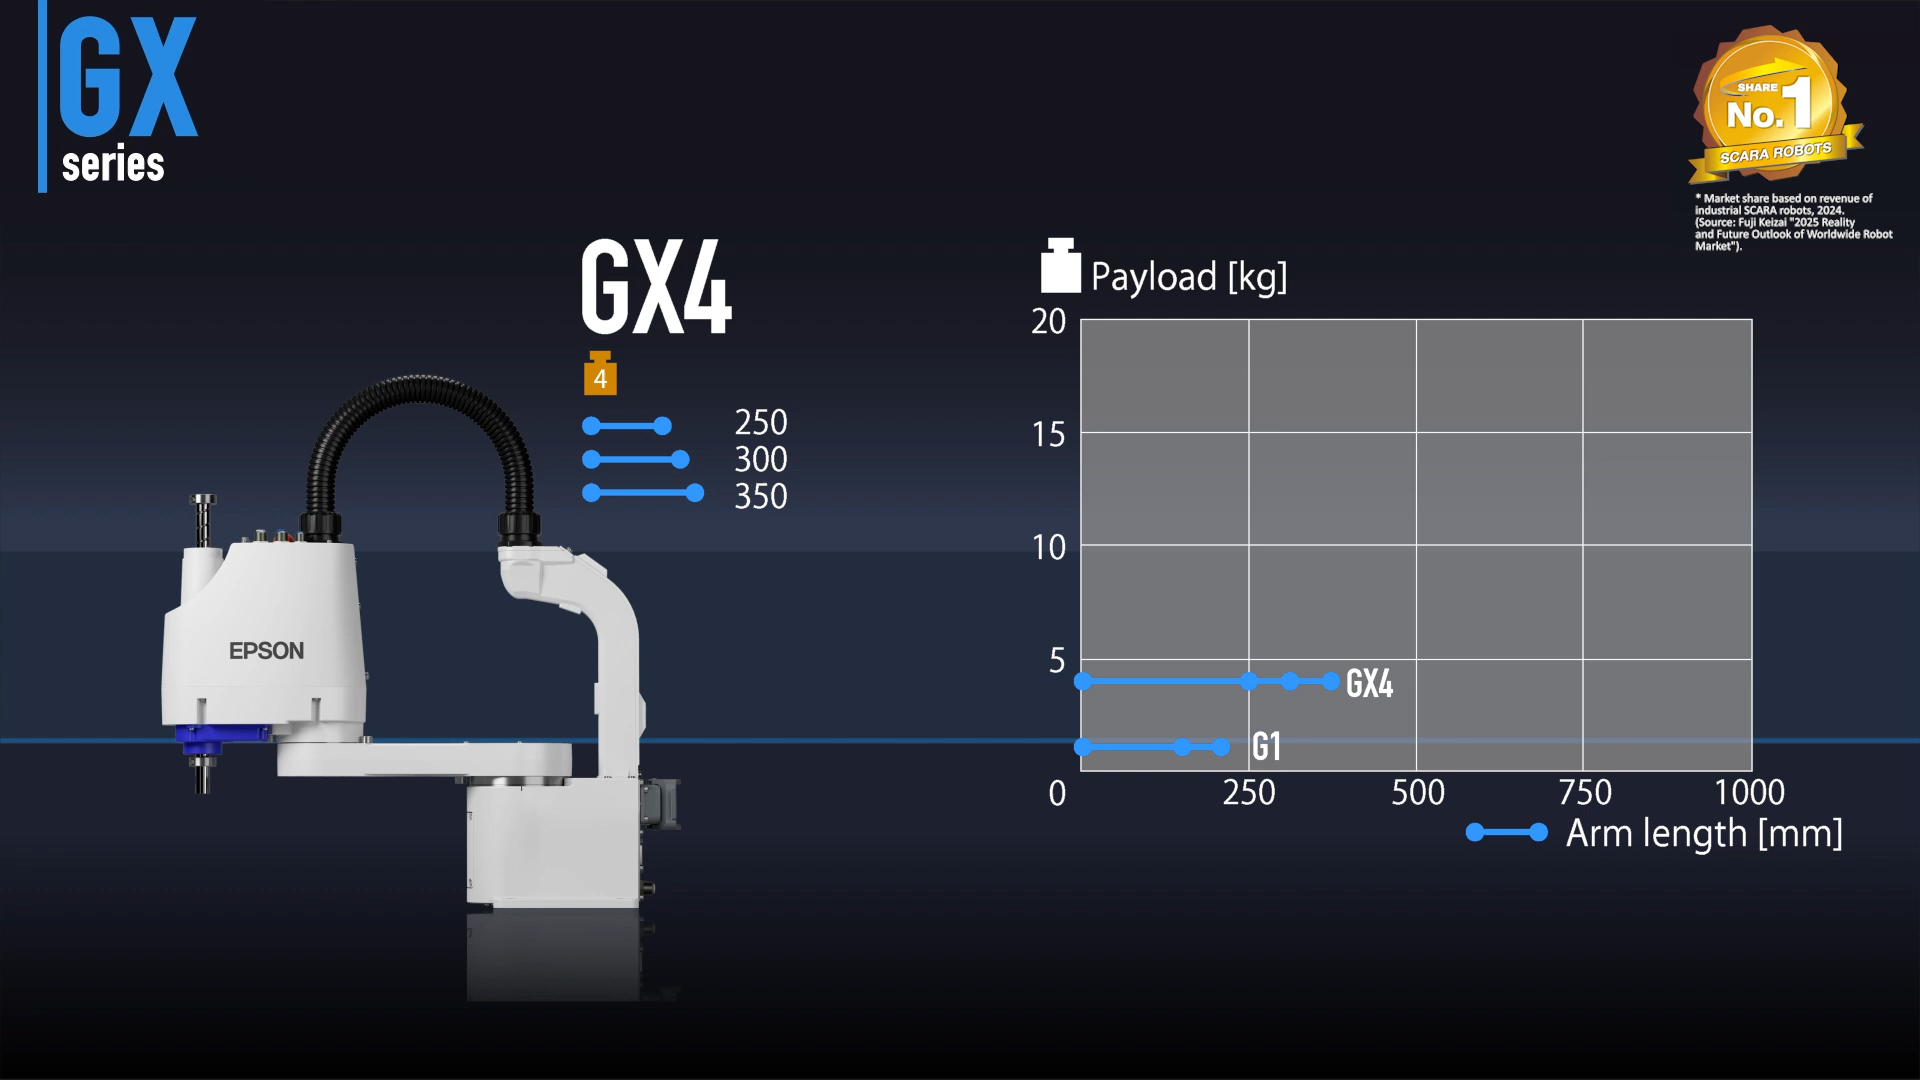 GX
series
SHARE
No.1
SCARA ROBOTS
* Market share based on revenue of
industrial SCARA robots, 2024.
(Source: Fuji Keizai "2025 Reality
and Future Outlook of Worldwide Robot
Market").
GX4
4
250
300
350
EPSON
Payload [kg]
20
15
10
5
GX4
G1
0 250 500 750 1000
Arm length [mm]